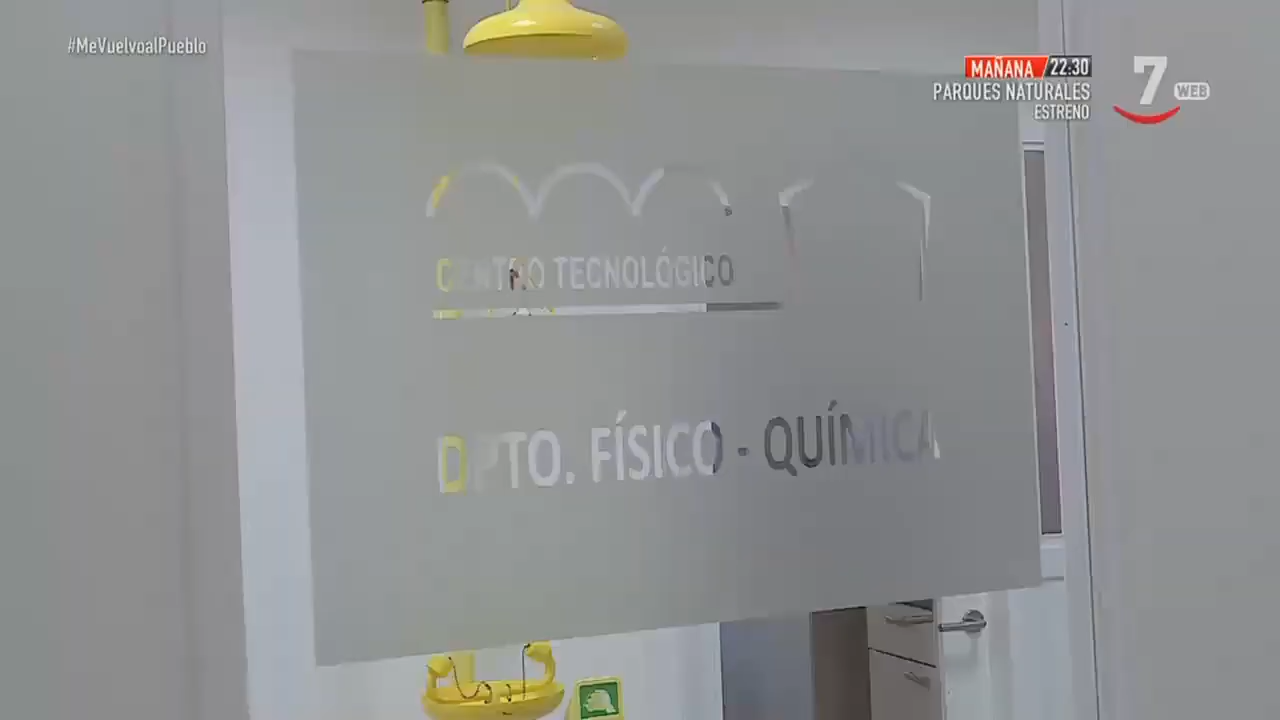 #MeVuelvoalPueblo
MAÑANA 22:30
PARQUES NATURALES
ESTRENO
7 WEB
CENTRO TECNOLÓGICO
DPTO. FÍSICO - QUÍMICA